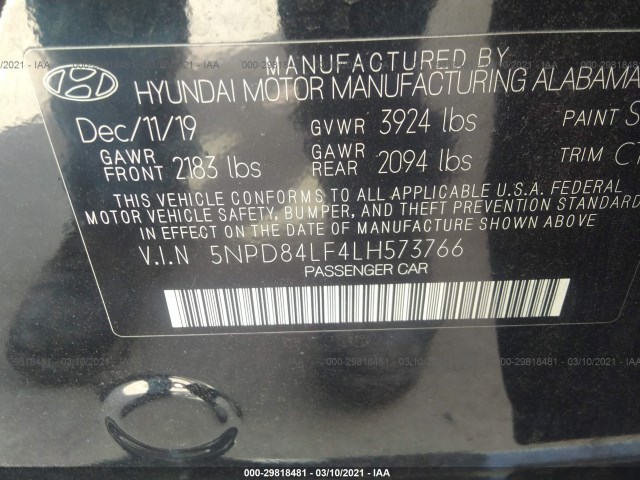 MANUFACTURED BY
HYUNDAI MOTOR MANUFACTURING ALABAMA
Dec/11/19 GVWR 3924 lbs PAINT
GAWR FRONT 2183 lbs GAWR REAR 2094 lbs TRIM
THIS VEHICLE CONFORMS TO ALL APPLICABLE U.S.A. FEDERAL
MOTOR VEHICLE SAFETY, BUMPER, AND THEFT PREVENTION STANDARD
IN EFFECT ON THE DATE OF MANUFACTURE SHOWN ABOVE.
V.I.N 5NPD84LF4LH573766
PASSENGER CAR
000-29818481 - 03/10/2021 - IAA